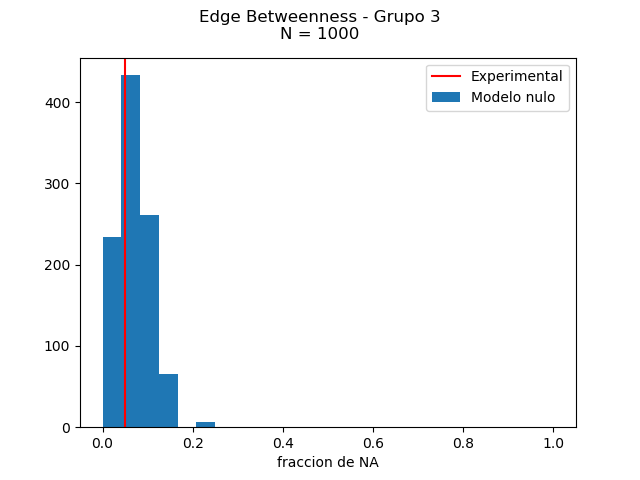 Edge Betweenness - Grupo 3
N = 1000
Experimental
Modelo nulo
400
300
200
100
0
0.0 0.2 0.4 0.6 0.8 1.0
fraccion de NA